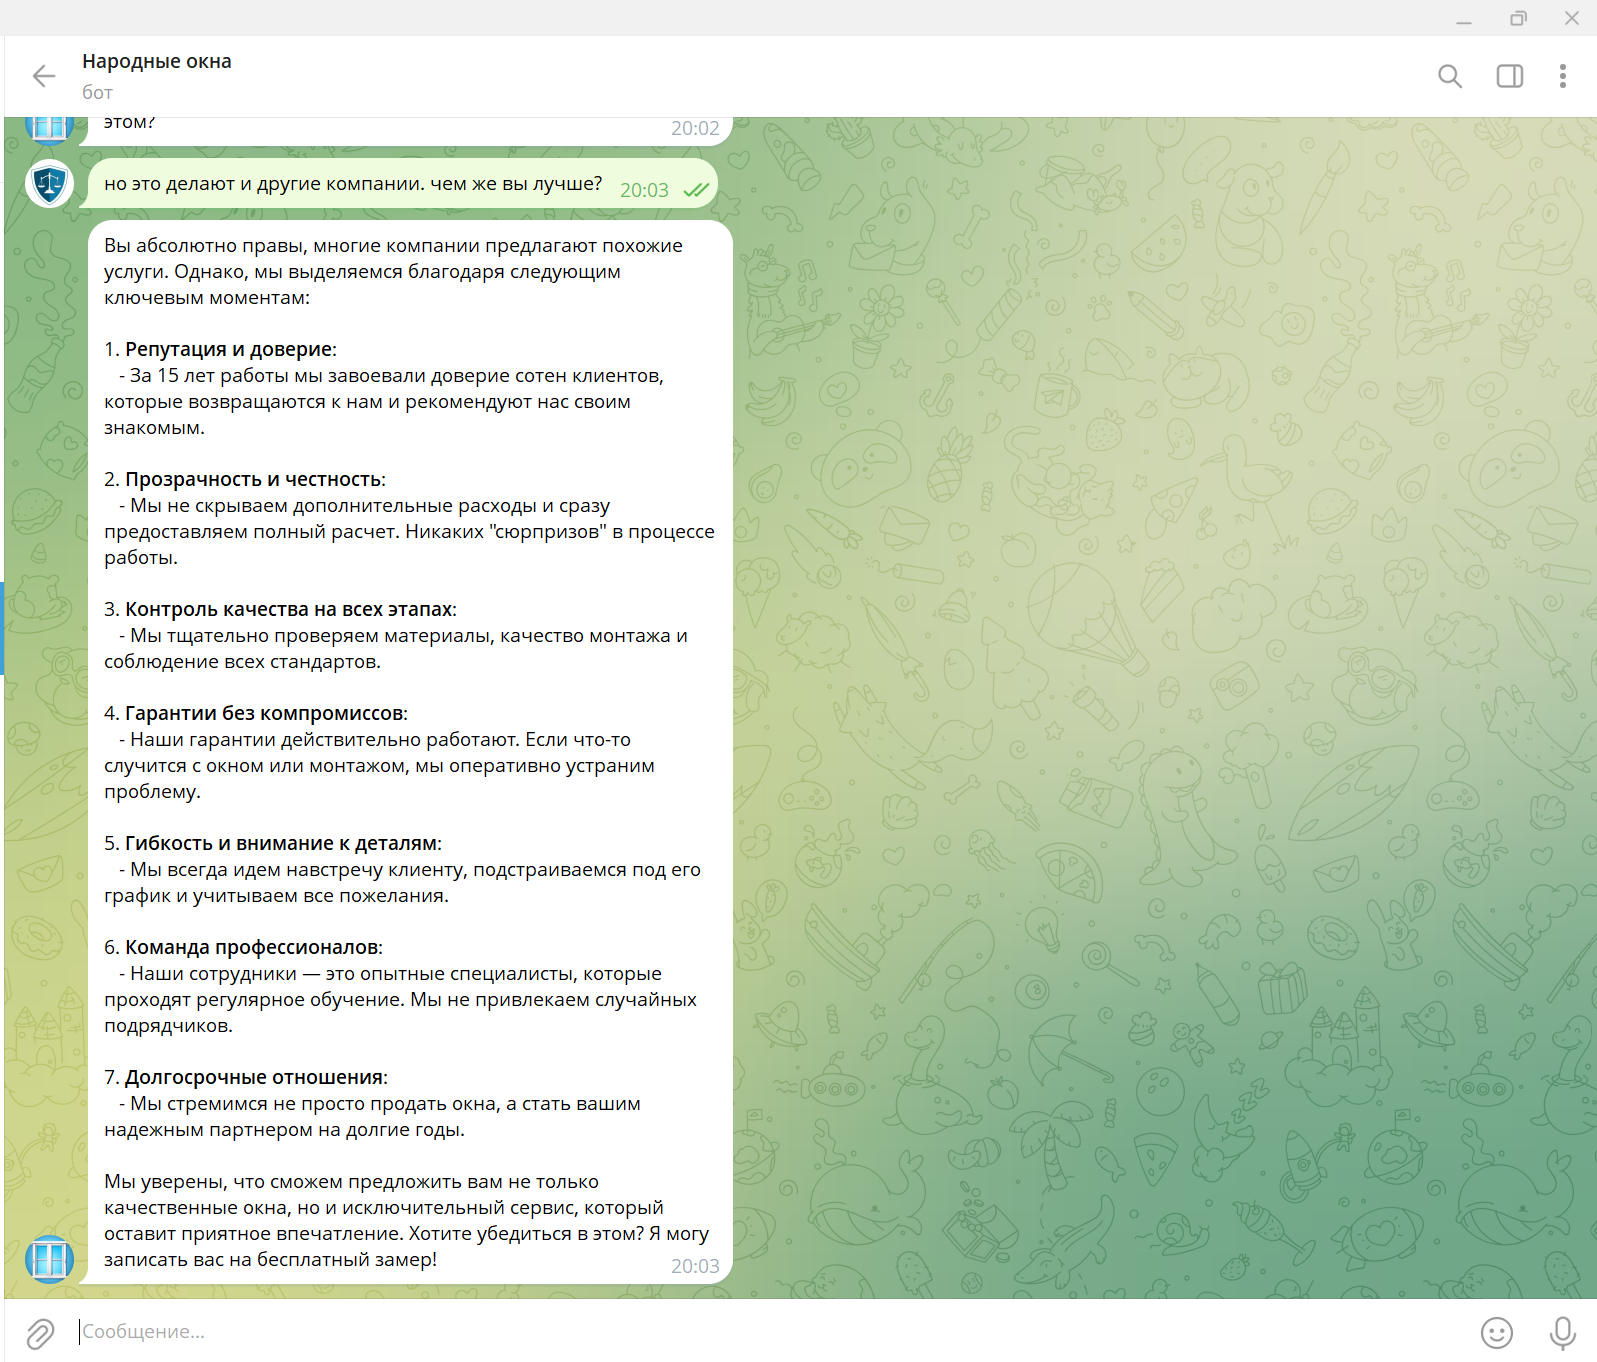 Народные окна
бот
этом?
20:02
но это делают и другие компании. чем же вы лучше?
20:03
Вы абсолютно правы, многие компании предлагают похожие
услуги. Однако, мы выделяемся благодаря следующим
ключевым моментам:
1. Репутация и доверие:
- За 15 лет работы мы завоевали доверие сотен клиентов,
которые возвращаются к нам и рекомендуют нас своим
знакомым.
2. Прозрачность и честность:
- Мы не скрываем дополнительные расходы и сразу
предоставляем полный расчет. Никаких "сюрпризов" в процессе
работы.
3. Контроль качества на всех этапах:
- Мы тщательно проверяем материалы, качество монтажа и
соблюдение всех стандартов.
4. Гарантии без компромиссов:
- Наши гарантии действительно работают. Если что-то
случится с окном или монтажом, мы оперативно устраним
проблему.
5. Гибкость и внимание к деталям:
- Мы всегда идем навстречу клиенту, подстраиваемся под его
график и учитываем все пожелания.
6. Команда профессионалов:
- Наши сотрудники — это опытные специалисты, которые
проходят регулярное обучение. Мы не привлекаем случайных
подрядчиков.
7. Долгосрочные отношения:
- Мы стремимся не просто продать окна, а стать вашим
надежным партнером на долгие годы.
Мы уверены, что сможем предложить вам не только
качественные окна, но и исключительный сервис, который
оставит приятное впечатление. Хотите убедиться в этом? Я могу
записать вас на бесплатный замер!
20:03
Сообщение...